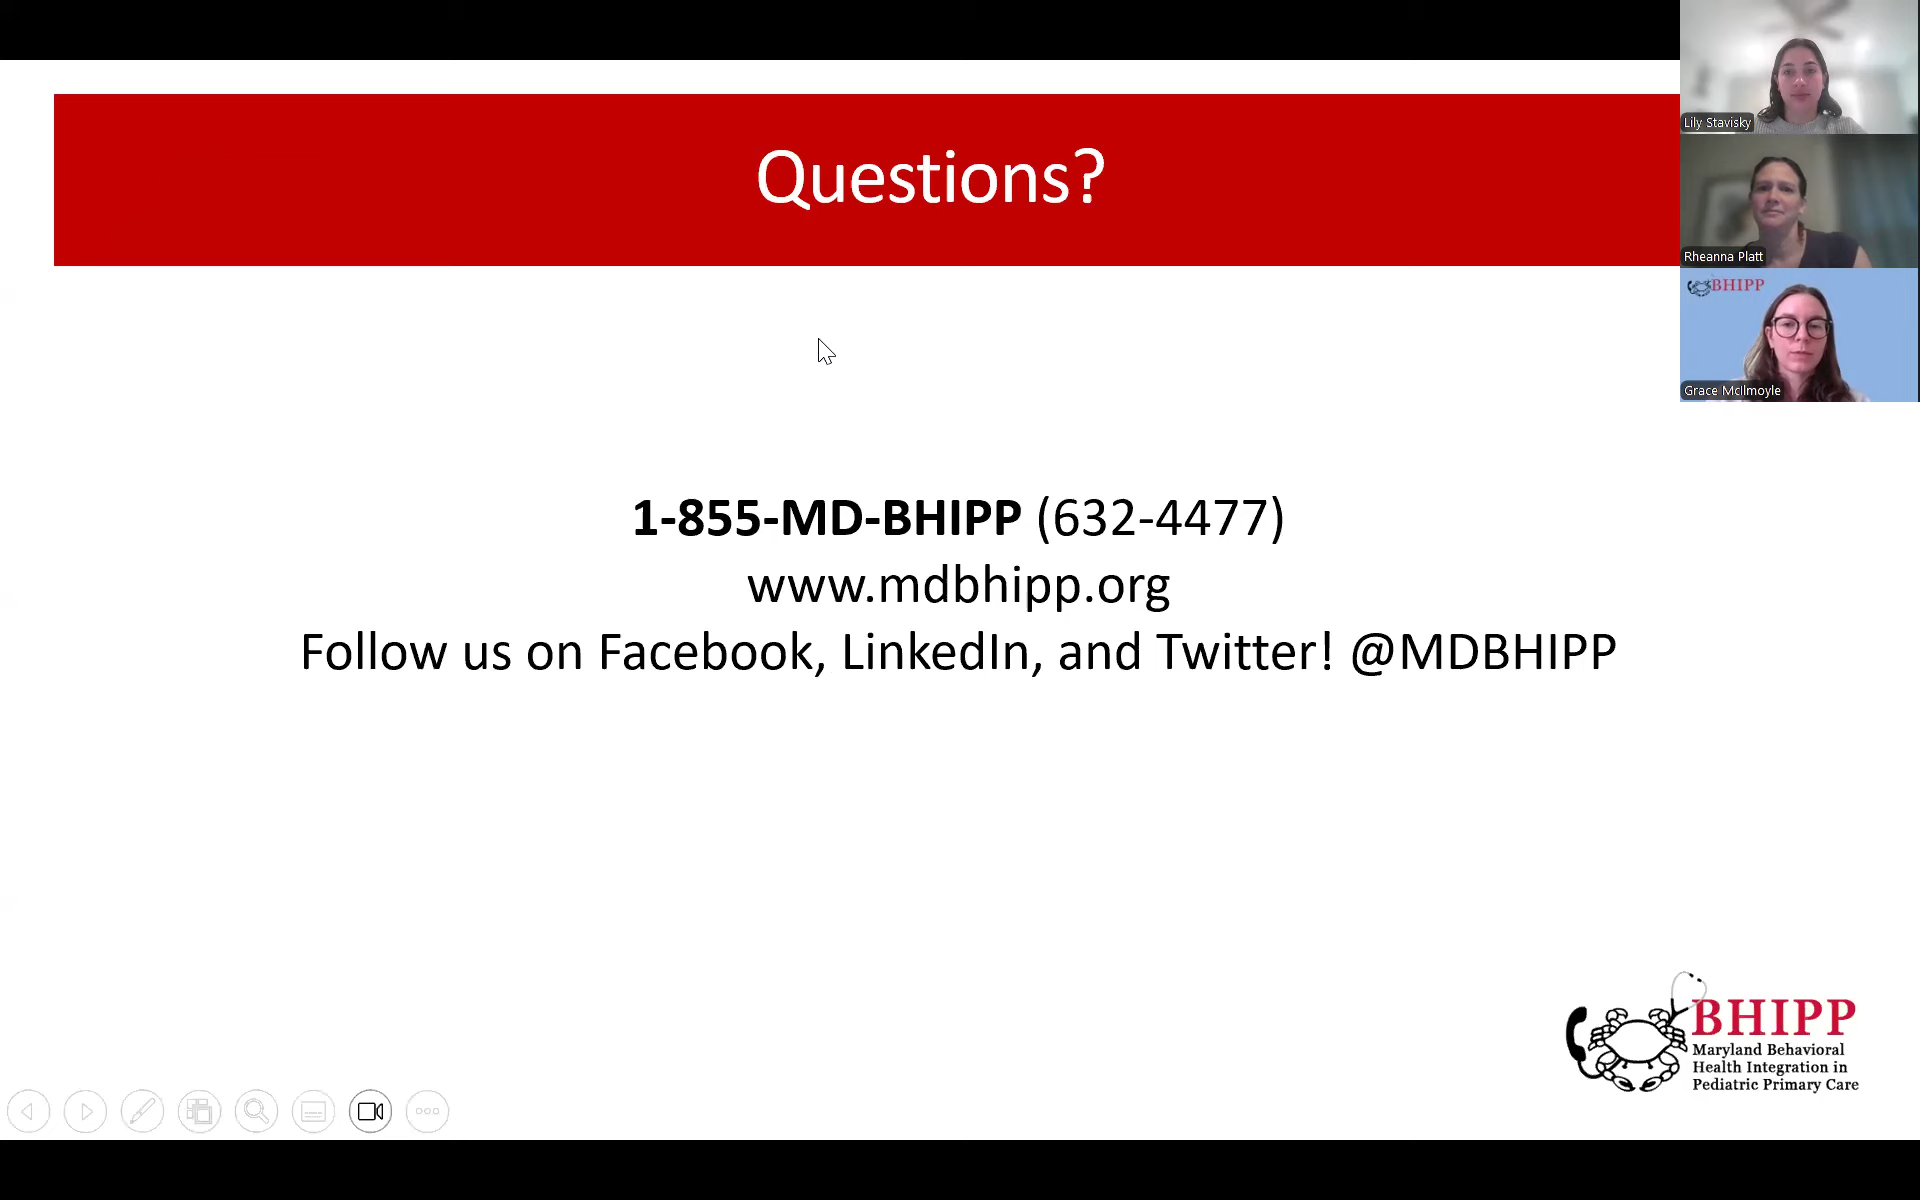 Questions?
Lily Stavisky
Rheanna Platt
BHIPP
Grace McIlmoyle
1-855-MD-BHIPP (632-4477)
www.mdbhipp.org
Follow us on Facebook, LinkedIn, and Twitter! @MDBHIPP
BHIPP
Maryland Behavioral
Health Integration in
Pediatric Primary Care